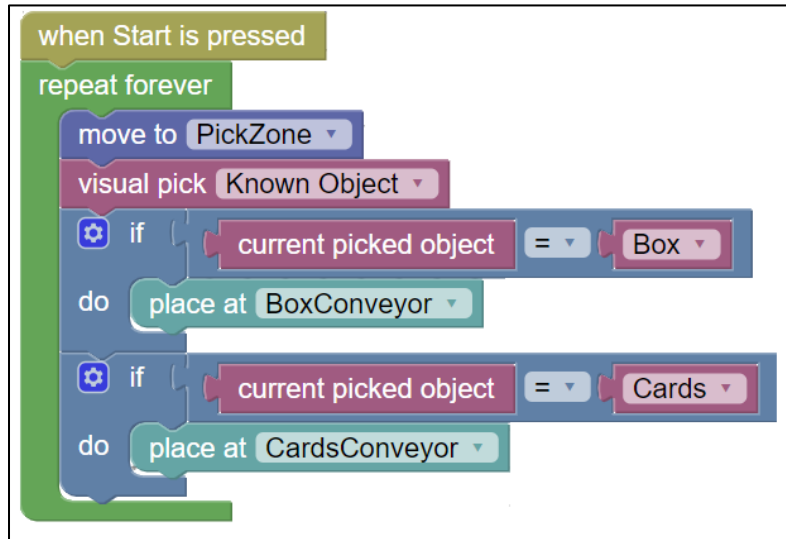 when Start is pressed
repeat forever
move to PickZone
visual pick Known Object
if current picked object = Box
do place at BoxConveyor
if current picked object = Cards
do place at CardsConveyor